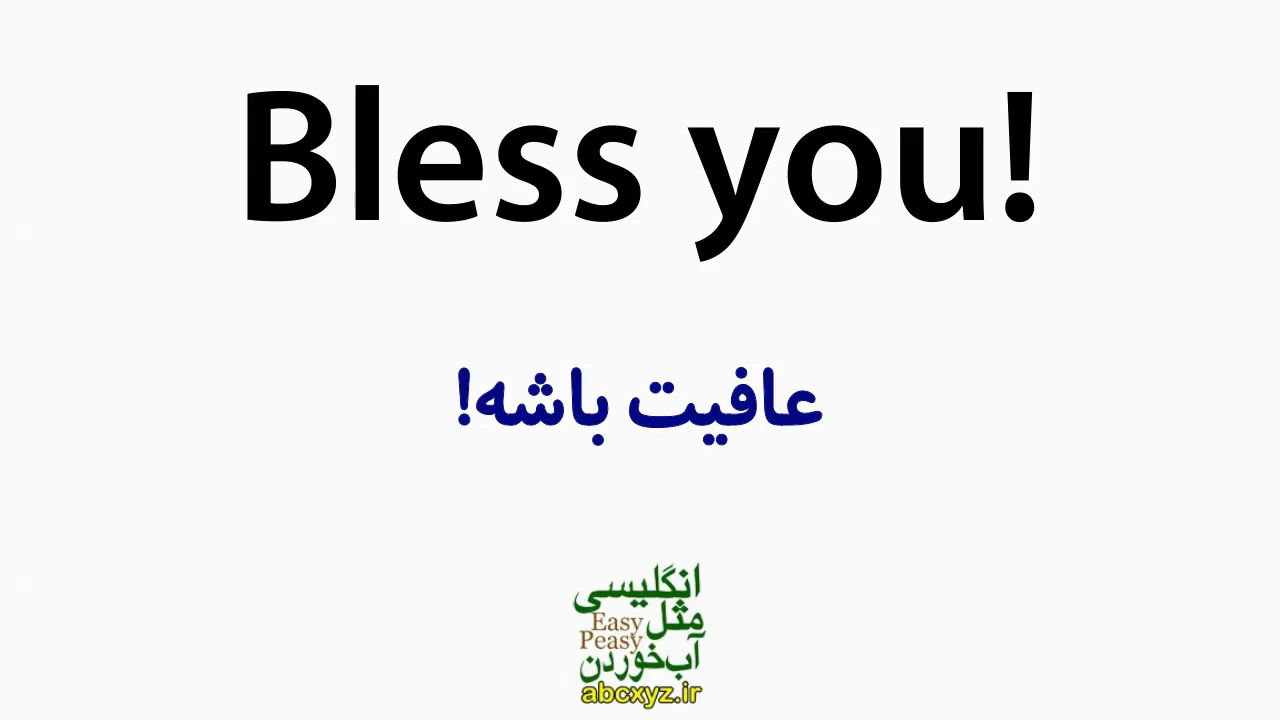 Bless you!
عافیت باشه!
انگلیسی
مثل Easy
Peasy
آب‌خوردن
abcxyz.ir